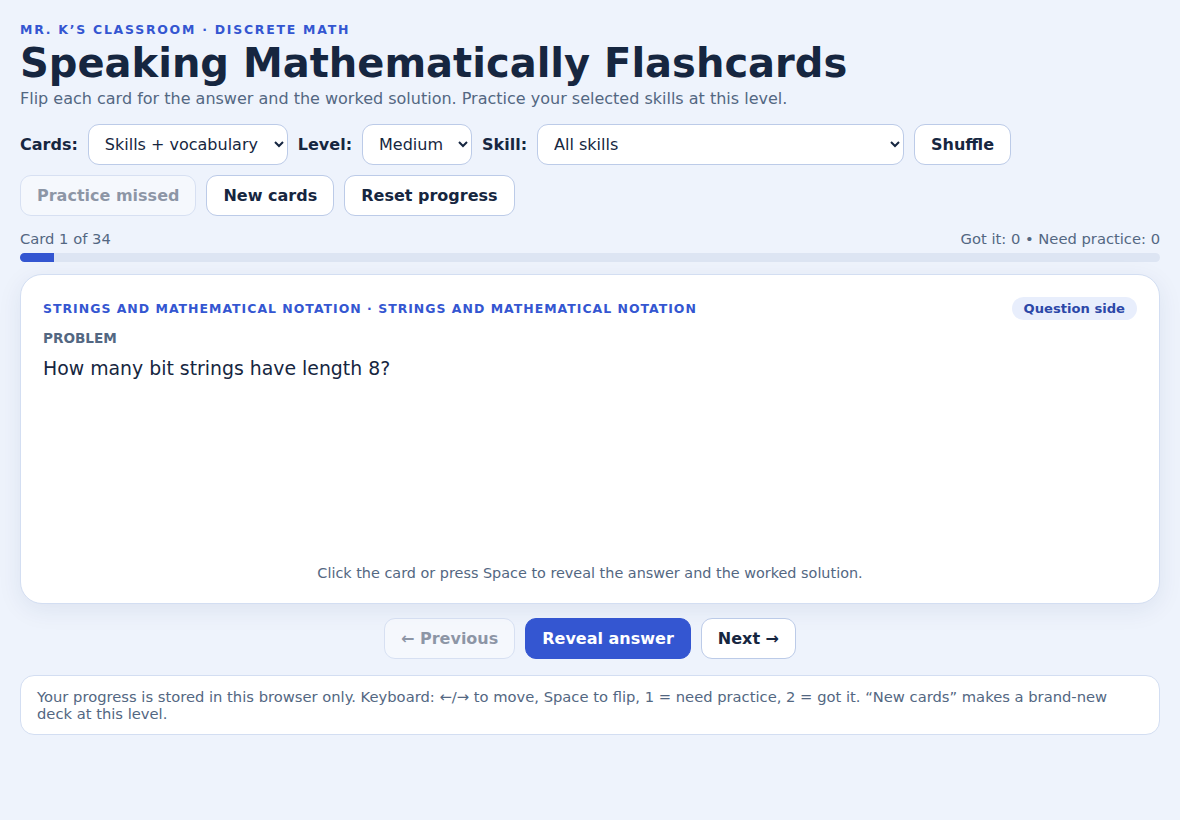 MR. K’S CLASSROOM · DISCRETE MATH
Speaking Mathematically Flashcards
Flip each card for the answer and the worked solution. Practice your selected skills at this level.
Cards: Skills + vocabulary Level: Medium Skill: All skills Shuffle
Practice missed New cards Reset progress
Card 1 of 34 Got it: 0 • Need practice: 0
STRINGS AND MATHEMATICAL NOTATION · STRINGS AND MATHEMATICAL NOTATION Question side
PROBLEM
How many bit strings have length 8?
Click the card or press Space to reveal the answer and the worked solution.
← Previous Reveal answer Next →
Your progress is stored in this browser only. Keyboard: ←/→ to move, Space to flip, 1 = need practice, 2 = got it. “New cards” makes a brand-new
deck at this level.